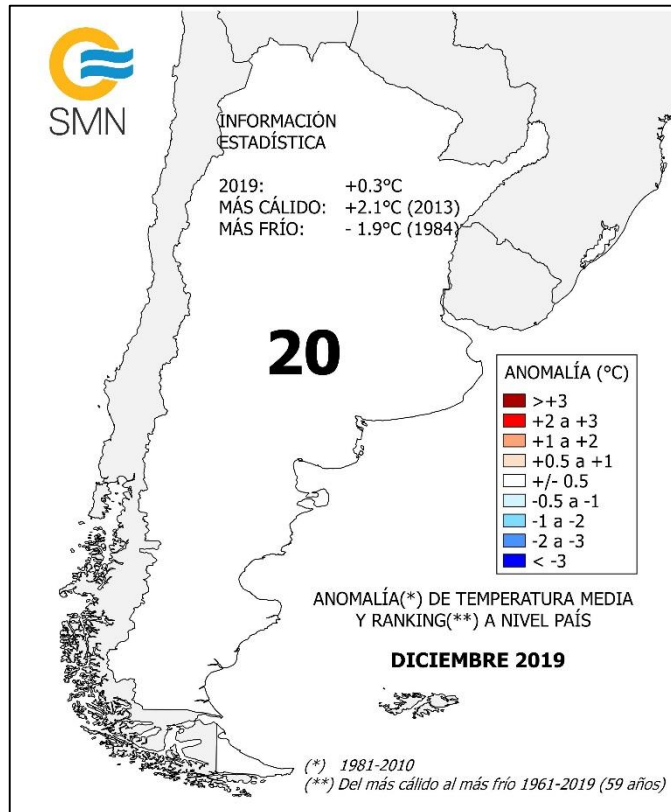 SMN
INFORMACIÓN
ESTADÍSTICA
2019: +0.3°C
MÁS CÁLIDO: +2.1°C (2013)
MÁS FRÍO: - 1.9°C (1984)
20
ANOMALÍA (°C)
>+3
+2 a +3
+1 a +2
+0.5 a +1
+/- 0.5
-0.5 a -1
-1 a -2
-2 a -3
< -3
ANOMALÍA(*) DE TEMPERATURA MEDIA
Y RANKING(**) A NIVEL PAÍS
DICIEMBRE 2019
(*) 1981-2010
(**) Del más cálido al más frío 1961-2019 (59 años)